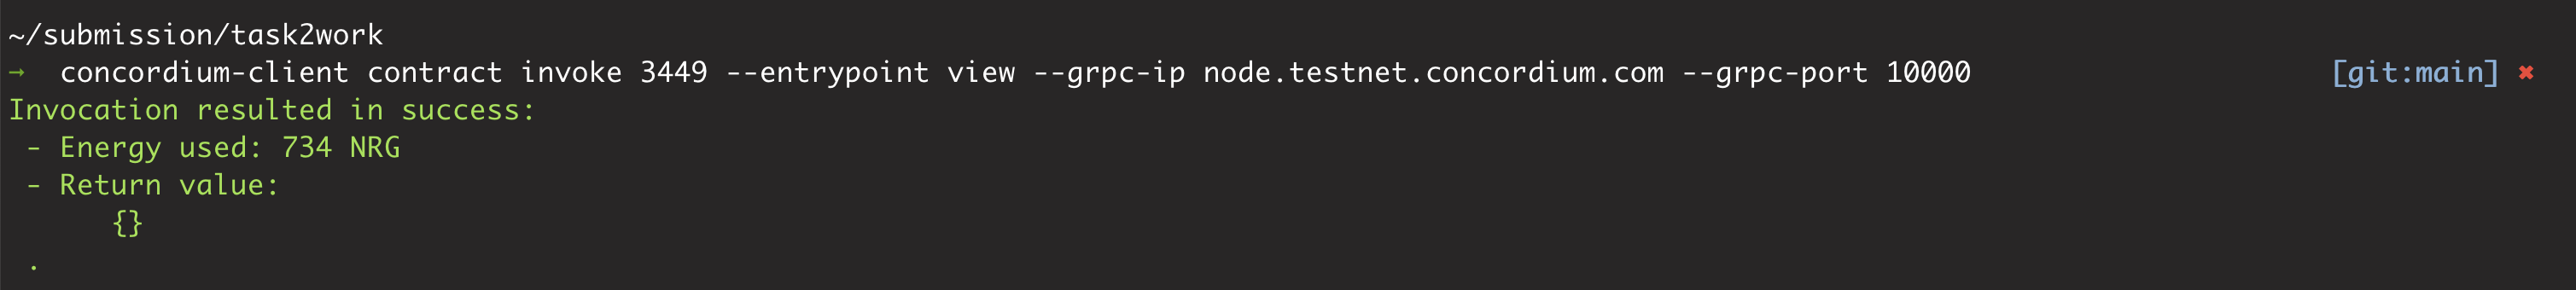 ~/submission/task2work
→ concordium-client contract invoke 3449 --entrypoint view --grpc-ip node.testnet.concordium.com --grpc-port 10000 [git:main] ✖
Invocation resulted in success:
- Energy used: 734 NRG
- Return value:
{}
.